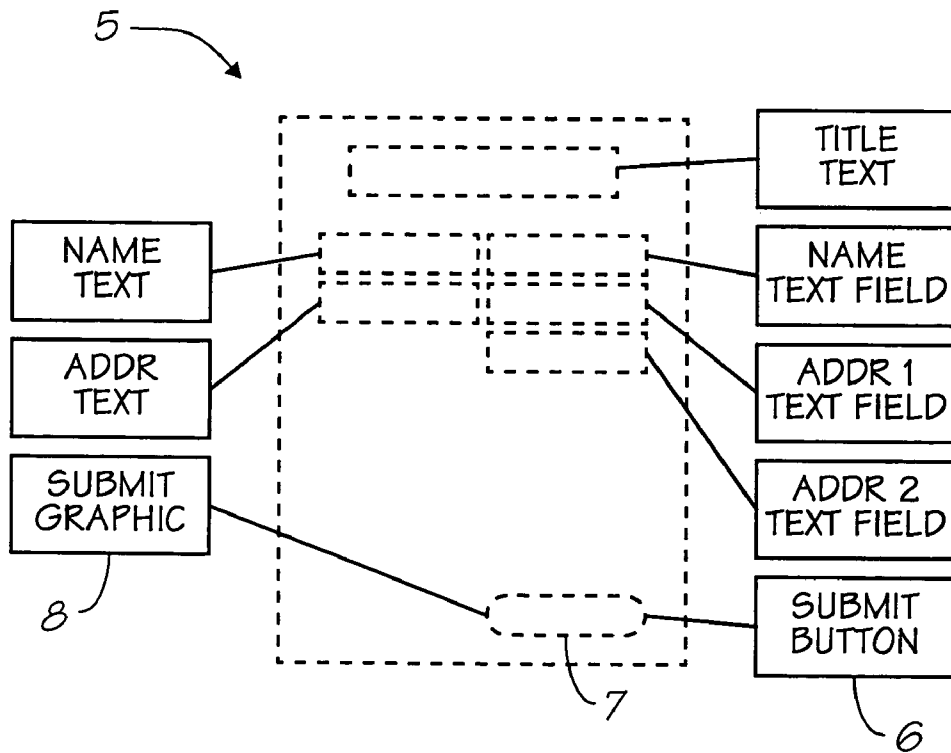 5
TITLE
TEXT
NAME
TEXT
NAME
TEXT FIELD
ADDR
TEXT
ADDR 1
TEXT FIELD
SUBMIT
GRAPHIC
ADDR 2
TEXT FIELD
8
SUBMIT
BUTTON
7
6